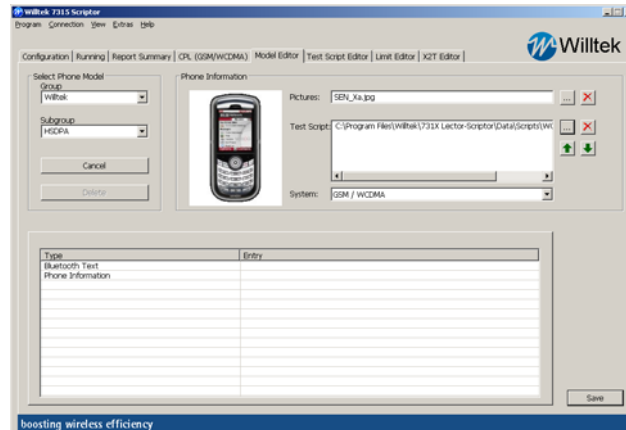 Willtek 7315 Scriptor
Program Connection View Extras Help
Willtek
Configuration Running Report Summary CPL (GSM/WCDMA) Model Editor Test Script Editor Limit Editor X2T Editor
Select Phone Model
Group
Willtek
Subgroup
HSDPA
Cancel
Delete
Phone Information
Pictures: SEN_Xa.jpg ...
Test Script: C:\Program Files\Willtek\731X Lector-Scriptor\Data\Scripts\WC ...
System: GSM / WCDMA
Type Entry
Bluetooth Text
Phone Information
Save
boosting wireless efficiency